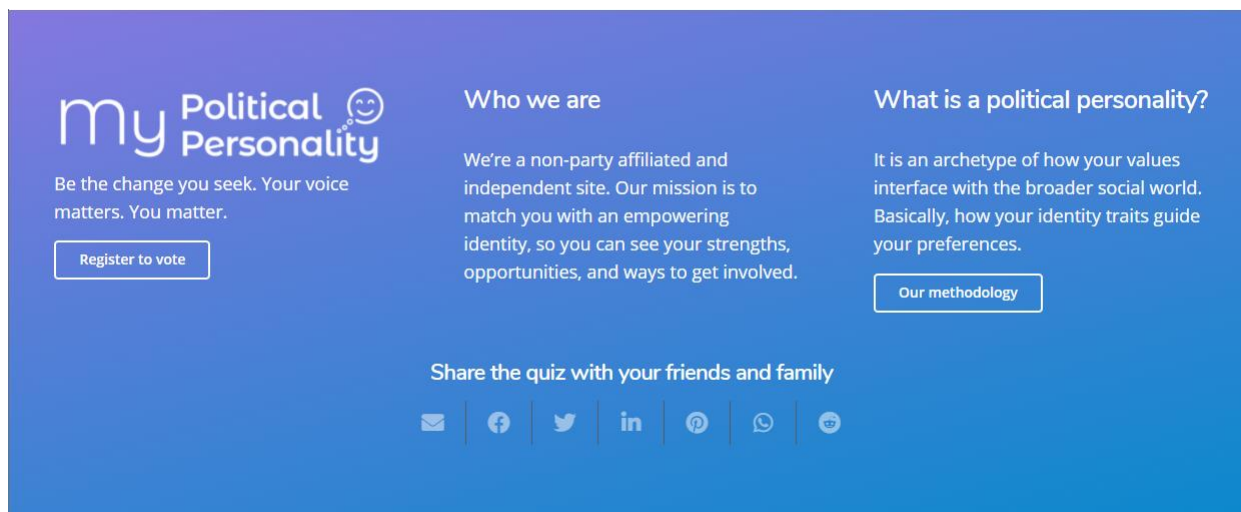 my Political
Personality
Be the change you seek. Your voice
matters. You matter.
Register to vote
Who we are
We’re a non-party affiliated and
independent site. Our mission is to
match you with an empowering
identity, so you can see your strengths,
opportunities, and ways to get involved.
What is a political personality?
It is an archetype of how your values
interface with the broader social world.
Basically, how your identity traits guide
your preferences.
Our methodology
Share the quiz with your friends and family
in